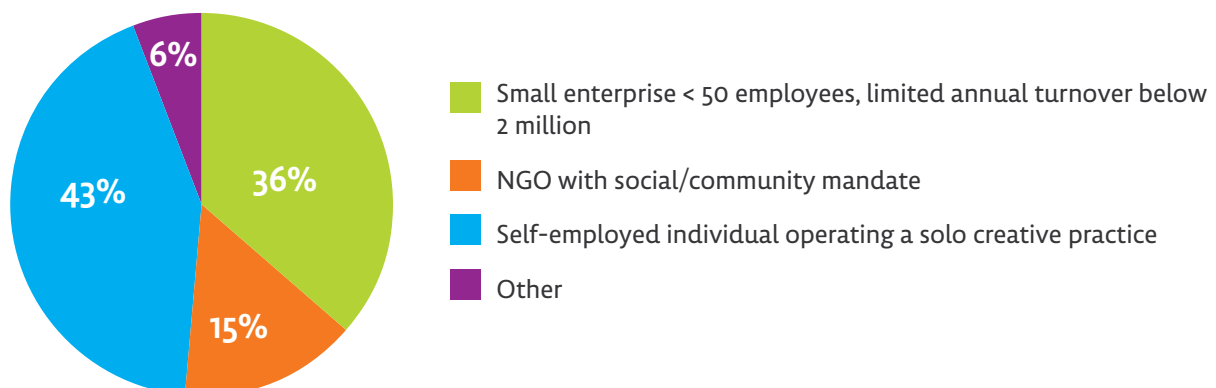 6%
36%
43%
15%
Small enterprise < 50 employees, limited annual turnover below
2 million
NGO with social/community mandate
Self-employed individual operating a solo creative practice
Other